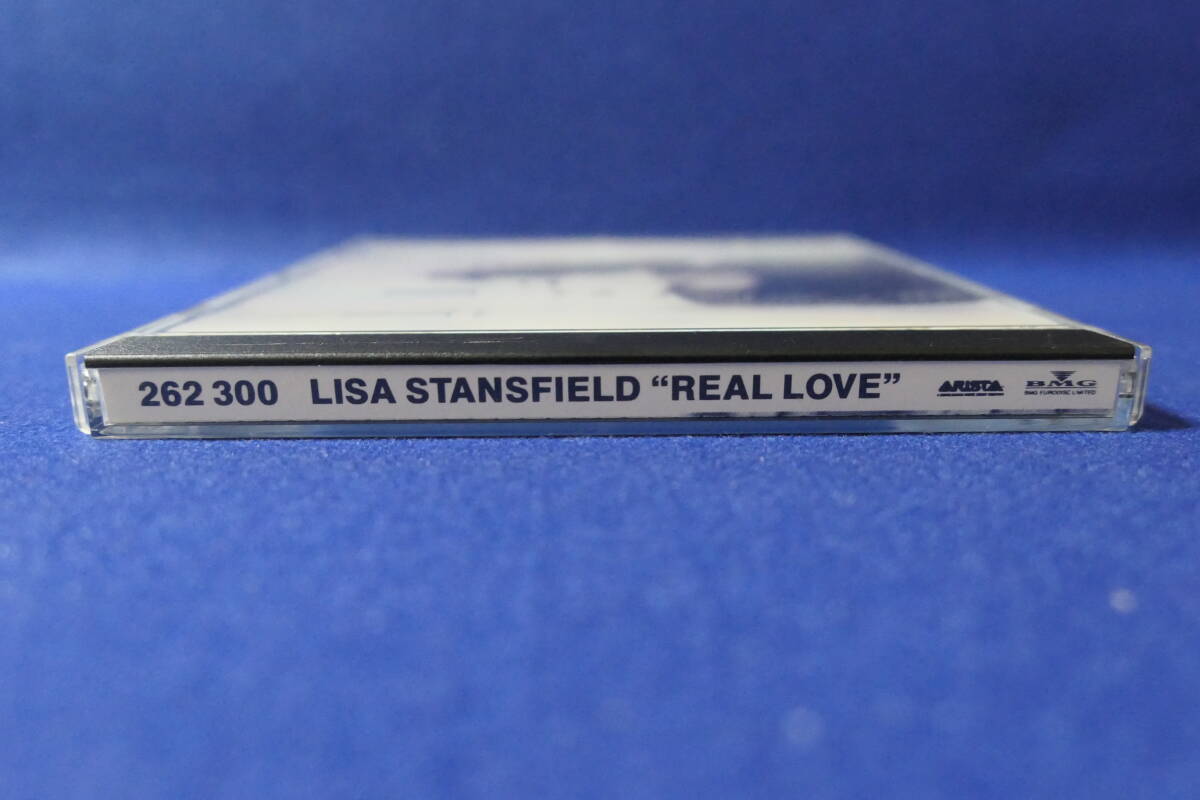 262 300 LISA STANSFIELD “REAL LOVE” ARISTA BMG
BMG EURODISC LIMITED